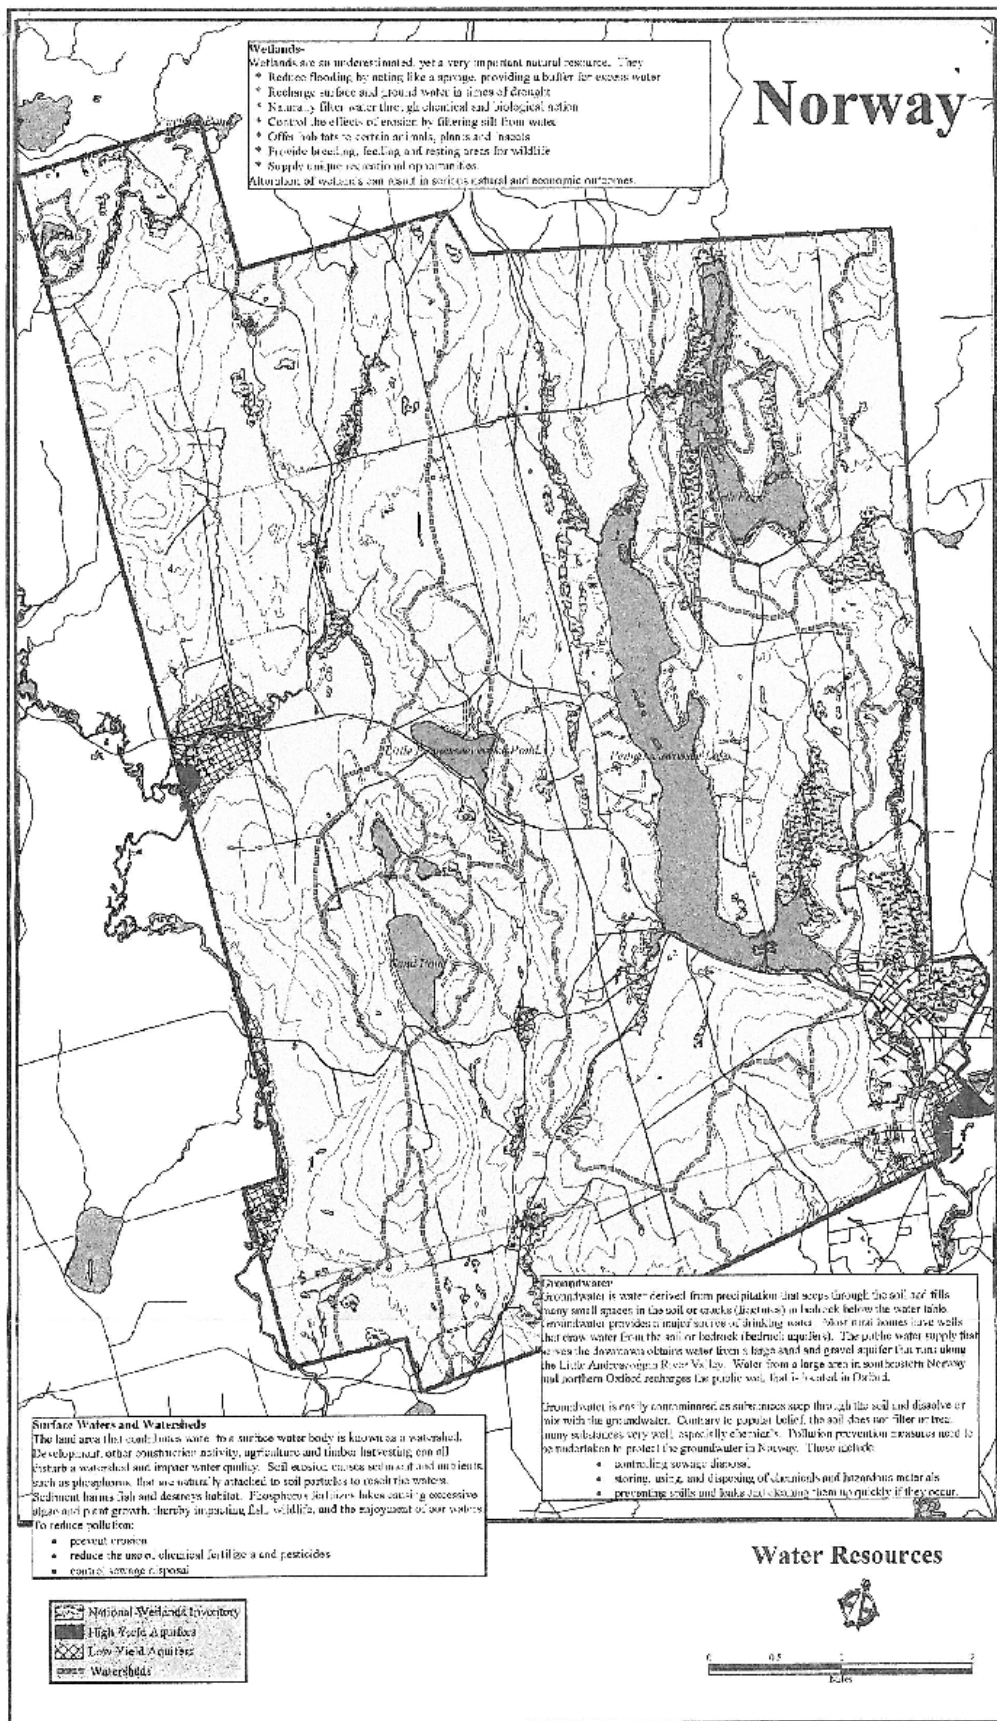 Norway
Wetlands-
Wetlands are an underestimated, yet a very important natural resource. They
* Reduce flooding by acting like a sponge, providing a buffer for excess water
* Recharge surface and ground water in times of drought
* Naturally filter water through chemical and biological action
* Control the effects of erosion by filtering silt from water
* Offer habitats to certain animals, plants and insects
* Provide breeding, feeding and resting areas for wildlife
* Supply unique recreational opportunities
Alteration of wetlands can result in serious natural and economic outcomes.
Little Pennesseewassee Pond
Pennesseewassee Lake
Sand Pond
Groundwater
Groundwater is water derived from precipitation that seeps through the soil and fills
many small spaces in the soil or cracks (fractures) in bedrock below the water table.
Groundwater provides a major source of drinking water. Most rural homes have wells
that draw water from the soil or bedrock (bedrock aquifers). The public water supply that
serves the downtown obtains water from a large sand and gravel aquifer that runs along
the Little Androscoggin River Valley. Water from a large area in southeastern Norway
and northern Oxford recharges the public well that is located in Oxford.
Groundwater is easily contaminated as substances seep through the soil and dissolve or
mix with the groundwater. Contrary to popular belief, the soil does not filter or treat
many substances very well, especially chemicals. Pollution prevention measures need to
be undertaken to protect the groundwater in Norway. These include
• controlling sewage disposal
• storing, using, and disposing of chemicals and hazardous materials
• preventing spills and leaks and cleaning them up quickly if they occur.
Surface Waters and Watersheds
The land area that contributes water to a surface water body is known as a watershed.
Development, other construction activity, agriculture and timber harvesting can all
disturb a watershed and impact water quality. Soil erosion causes sediment and nutrients,
such as phosphorus, that are naturally attached to soil particles to reach the waters.
Sediment harms fish and destroys habitat. Phosphorus fertilizes lakes causing excessive
algae and plant growth, thereby impacting fish, wildlife, and the enjoyment of our waters
To reduce pollution:
• prevent erosion
• reduce the use of chemical fertilizers and pesticides
• control sewage disposal
Water Resources
National Wetlands Inventory
High Yield Aquifers
Low Yield Aquifers
Watersheds
0 0.5 1 2
Miles